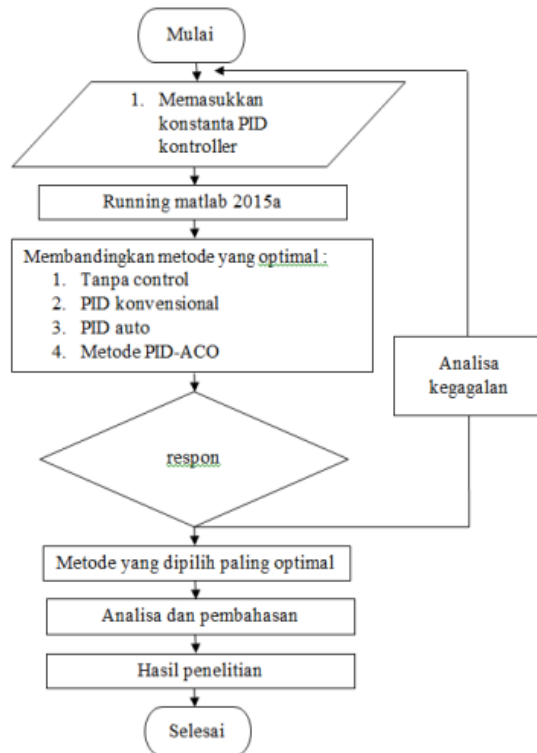 Mulai
1. Memasukkan
konstanta PID
kontroller
Running matlab 2015a
Membandingkan metode yang optimal :
1. Tanpa control
2. PID konvensional
3. PID auto
4. Metode PID-ACO
Analisa
kegagalan
respon
Metode yang dipilih paling optimal
Analisa dan pembahasan
Hasil penelitian
Selesai